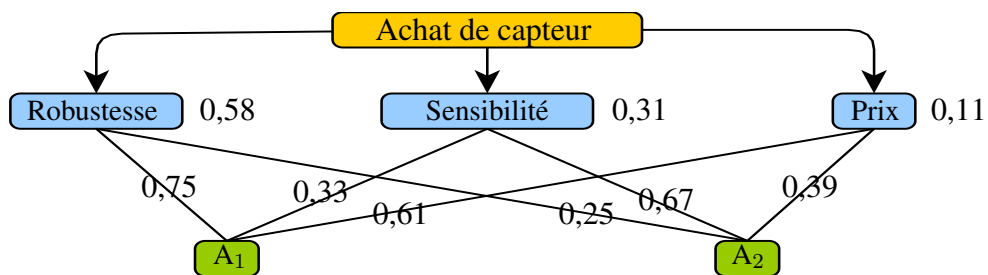 Achat de capteur
Robustesse 0,58 Sensibilité 0,31 Prix 0,11
0,75 0,33 0,61 0,25 0,67 0,39
A₁ A₂